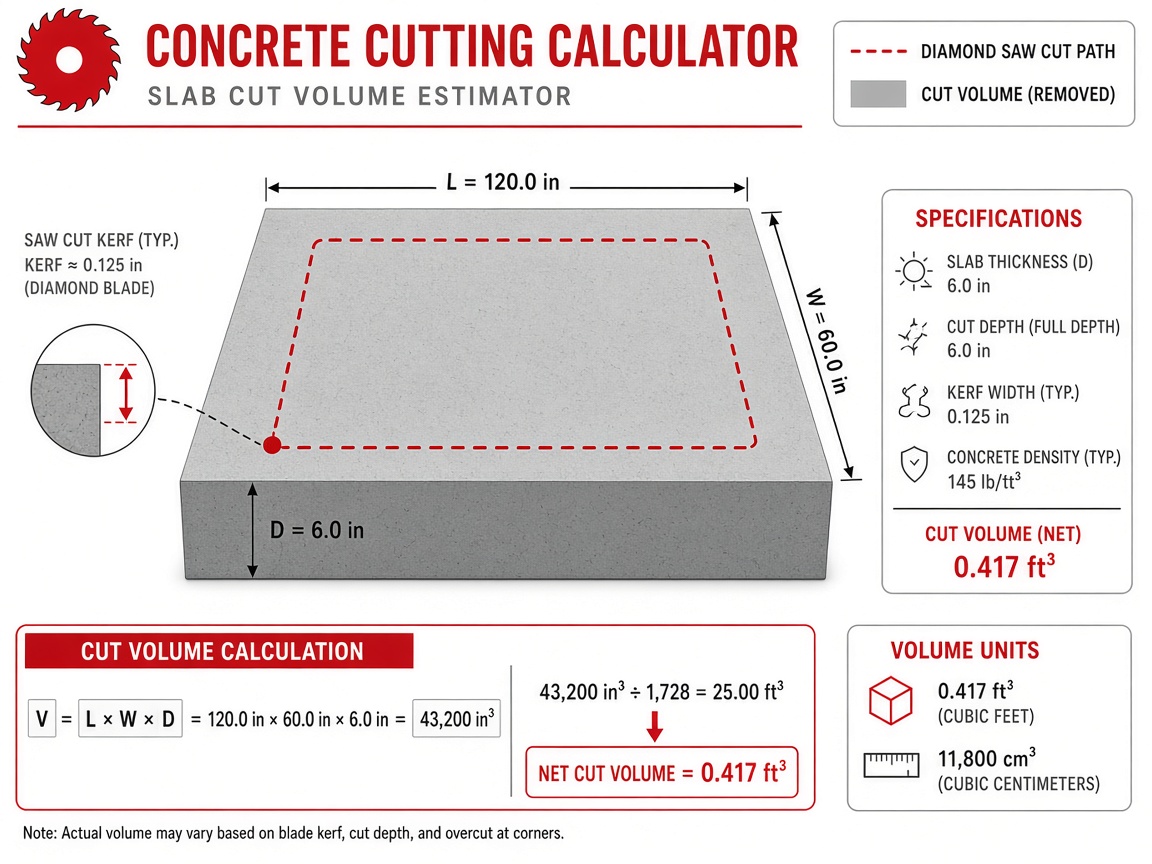 CONCRETE CUTTING CALCULATOR
SLAB CUT VOLUME ESTIMATOR
DIAMOND SAW CUT PATH
CUT VOLUME (REMOVED)
L = 120.0 in
SAW CUT KERF (TYP.)
KERF ≈ 0.125 in
(DIAMOND BLADE)
W = 60.0 in
D = 6.0 in
SPECIFICATIONS
SLAB THICKNESS (D)
6.0 in
CUT DEPTH (FULL DEPTH)
6.0 in
KERF WIDTH (TYP.)
0.125 in
CONCRETE DENSITY (TYP.)
145 lb/tt³
CUT VOLUME (NET)
0.417 ft³
CUT VOLUME CALCULATION
V = L × W × D = 120.0 in × 60.0 in × 6.0 in = 43,200 in³
43,200 in³ ÷ 1,728 = 25.00 ft³
NET CUT VOLUME = 0.417 ft³
VOLUME UNITS
0.417 ft³
(CUBIC FEET)
11,800 cm³
(CUBIC CENTIMETERS)
Note: Actual volume may vary based on blade kerf, cut depth, and overcut at corners.